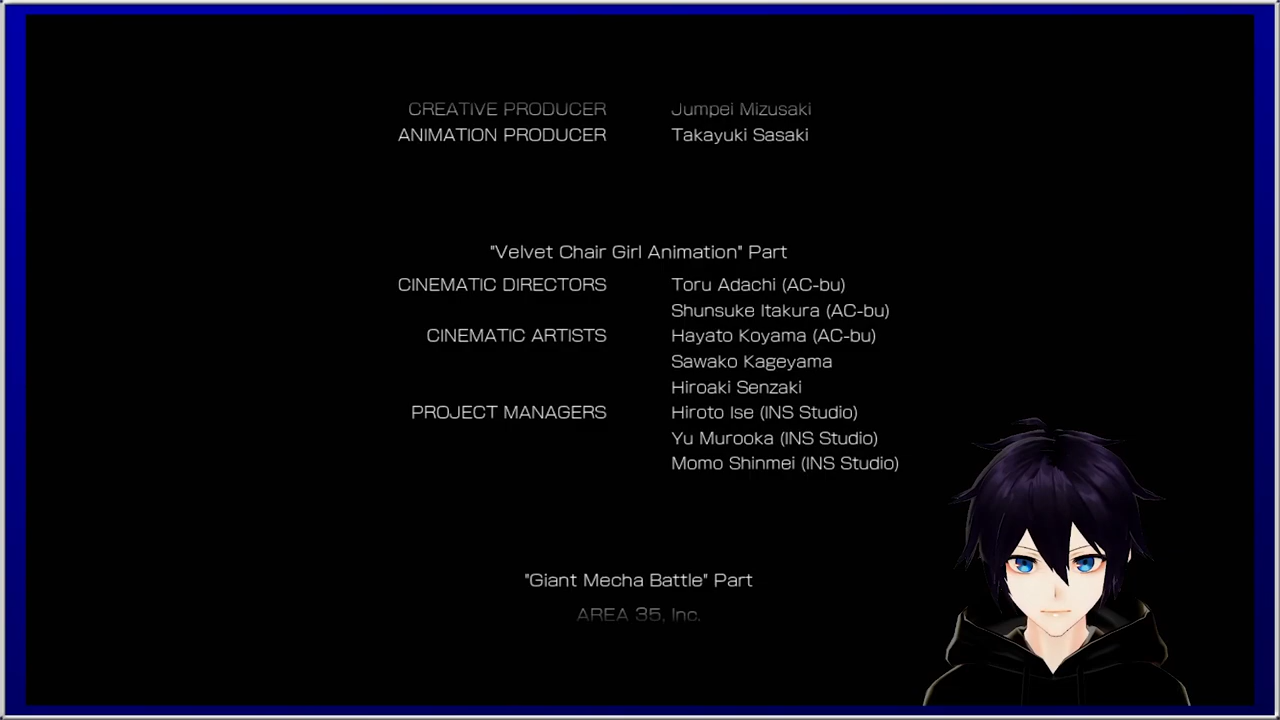 CREATIVE PRODUCER Jumpei Mizusaki
ANIMATION PRODUCER Takayuki Sasaki
"Velvet Chair Girl Animation" Part
CINEMATIC DIRECTORS Toru Adachi (AC-bu)
Shunsuke Itakura (AC-bu)
CINEMATIC ARTISTS Hayato Koyama (AC-bu)
Sawako Kageyama
Hiroaki Senzaki
PROJECT MANAGERS Hiroto Ise (INS Studio)
Yu Murooka (INS Studio)
Momo Shinmei (INS Studio)
"Giant Mecha Battle" Part
AREA 35, Inc.